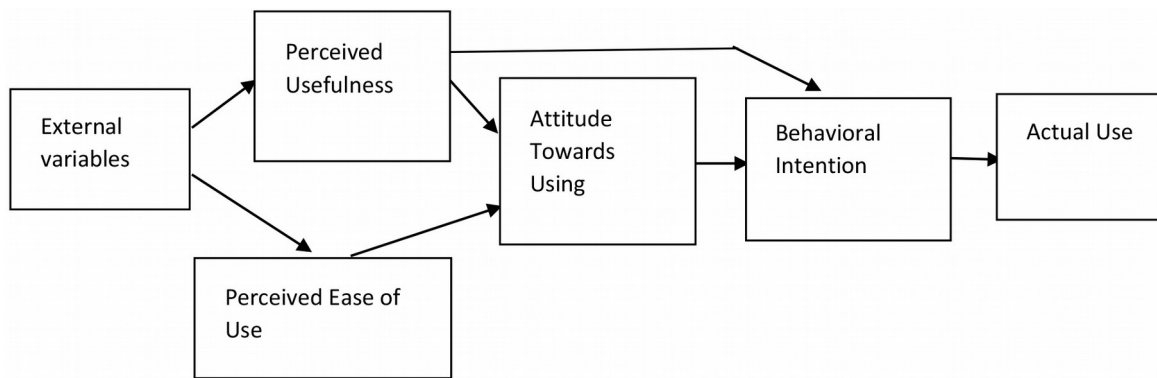 Perceived
Usefulness
External
variables
Attitude
Towards
Using
Behavioral
Intention
Actual Use
Perceived Ease of
Use